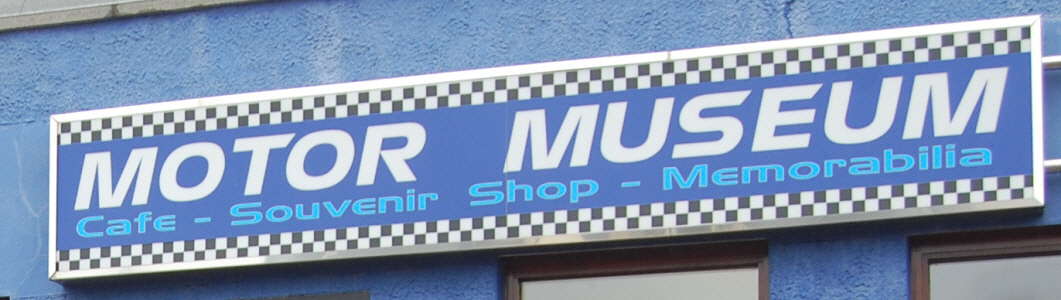 MOTOR MUSEUM
Cafe - Souvenir Shop - Memorabilia